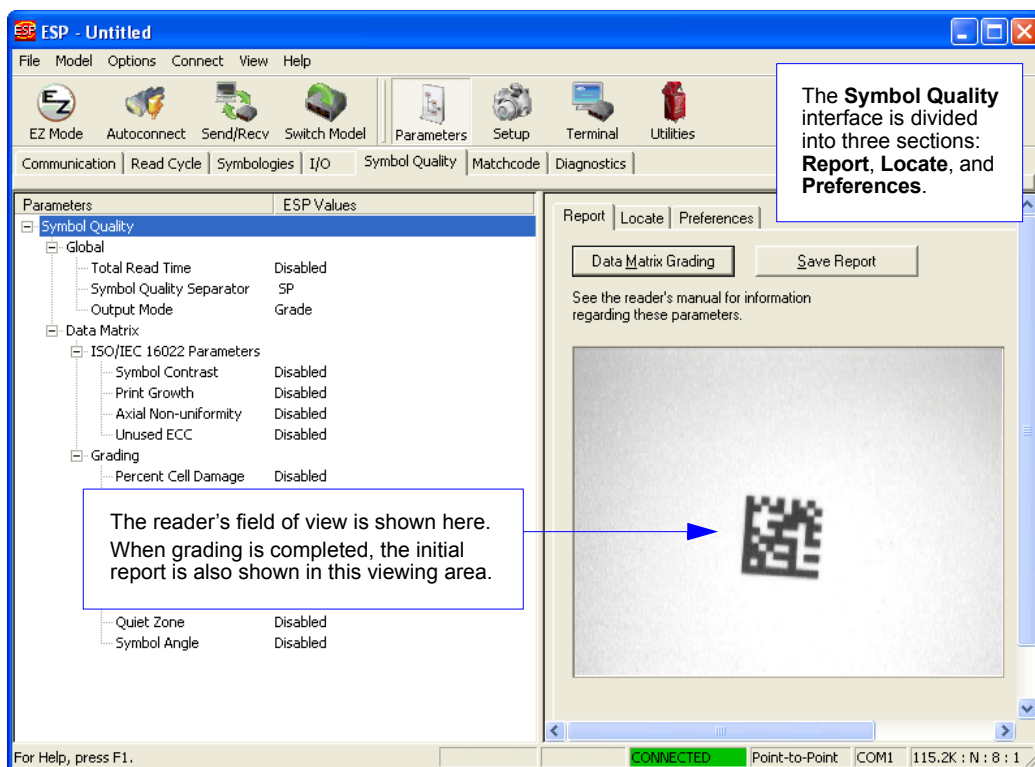 ESP - Untitled
File Model Options Connect View Help
EZ Mode Autoconnect Send/Recv Switch Model Parameters Setup Terminal Utilities
Communication Read Cycle Symbologies I/O Symbol Quality Matchcode Diagnostics
The Symbol Quality
interface is divided
into three sections:
Report, Locate, and
Preferences.
Parameters ESP Values
Symbol Quality
Global
Total Read Time Disabled
Symbol Quality Separator SP
Output Mode Grade
Data Matrix
ISO/IEC 16022 Parameters
Symbol Contrast Disabled
Print Growth Disabled
Axial Non-uniformity Disabled
Unused ECC Disabled
Grading
Percent Cell Damage Disabled
Quiet Zone Disabled
Symbol Angle Disabled
The reader's field of view is shown here.
When grading is completed, the initial
report is also shown in this viewing area.
Report Locate Preferences
Data Matrix Grading Save Report
See the reader's manual for information
regarding these parameters.
For Help, press F1. CONNECTED Point-to-Point COM1 115.2K : N : 8 : 1